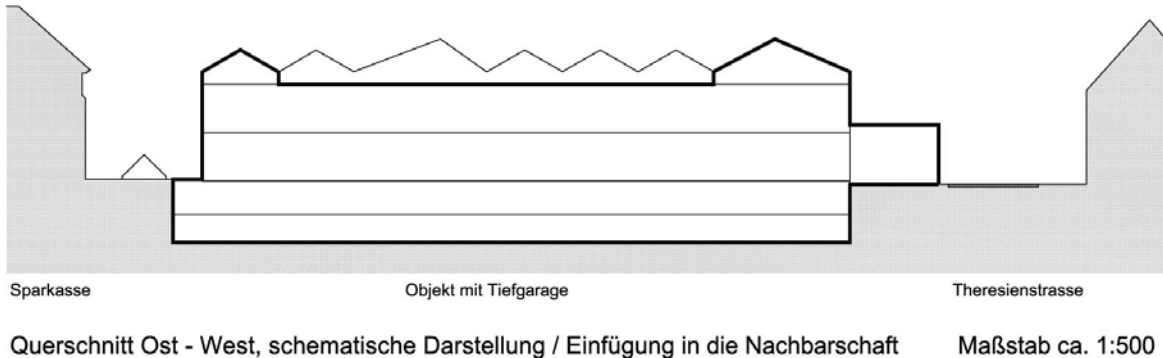 Sparkasse
Objekt mit Tiefgarage
Theresienstrasse
Querschnitt Ost - West, schematische Darstellung / Einfügung in die Nachbarschaft
Maßstab ca. 1:500